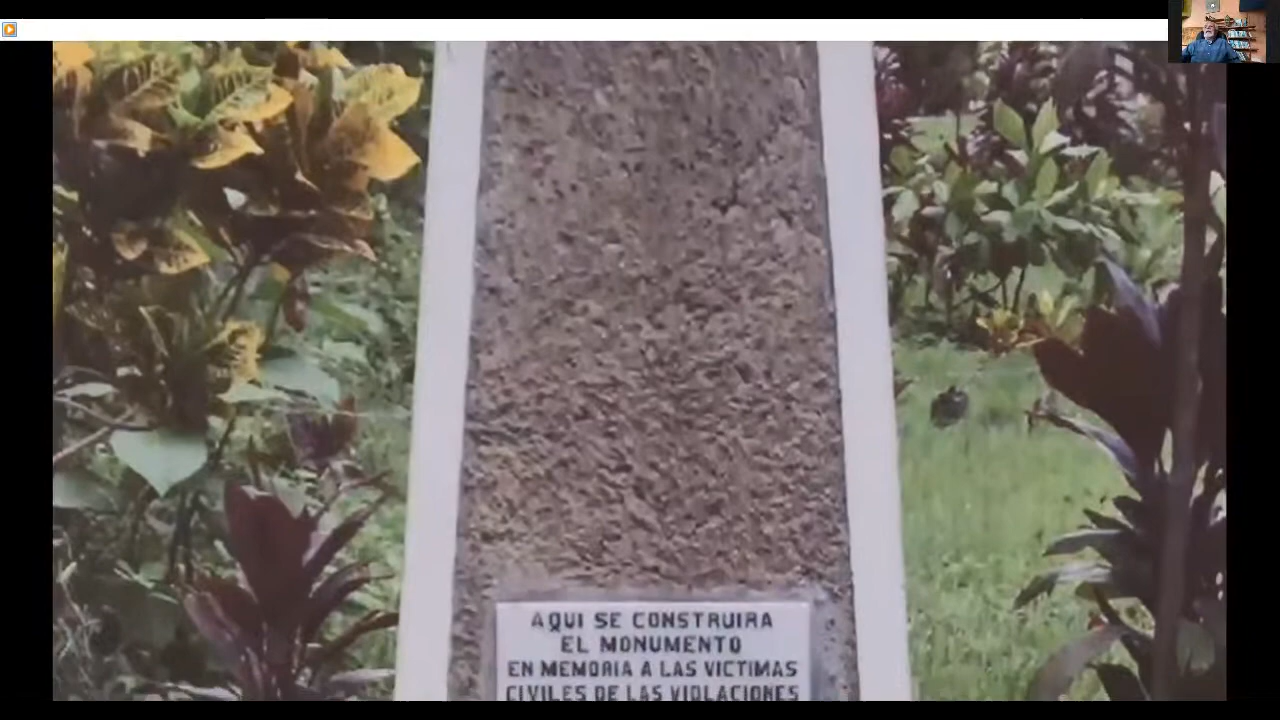 AQUI SE CONSTRUIRA
EL MONUMENTO
EN MEMORIA A LAS VICTIMAS
CIVILES DE LAS VIOLACIONES